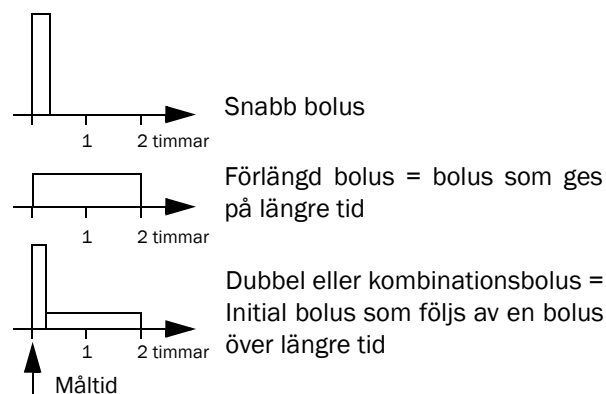 Snabb bolus
1 2 timmar
Förlängd bolus = bolus som ges
på längre tid
1 2 timmar
Dubbel eller kombinationsbolus =
Initial bolus som följs av en bolus
över längre tid
1 2 timmar
Måltid